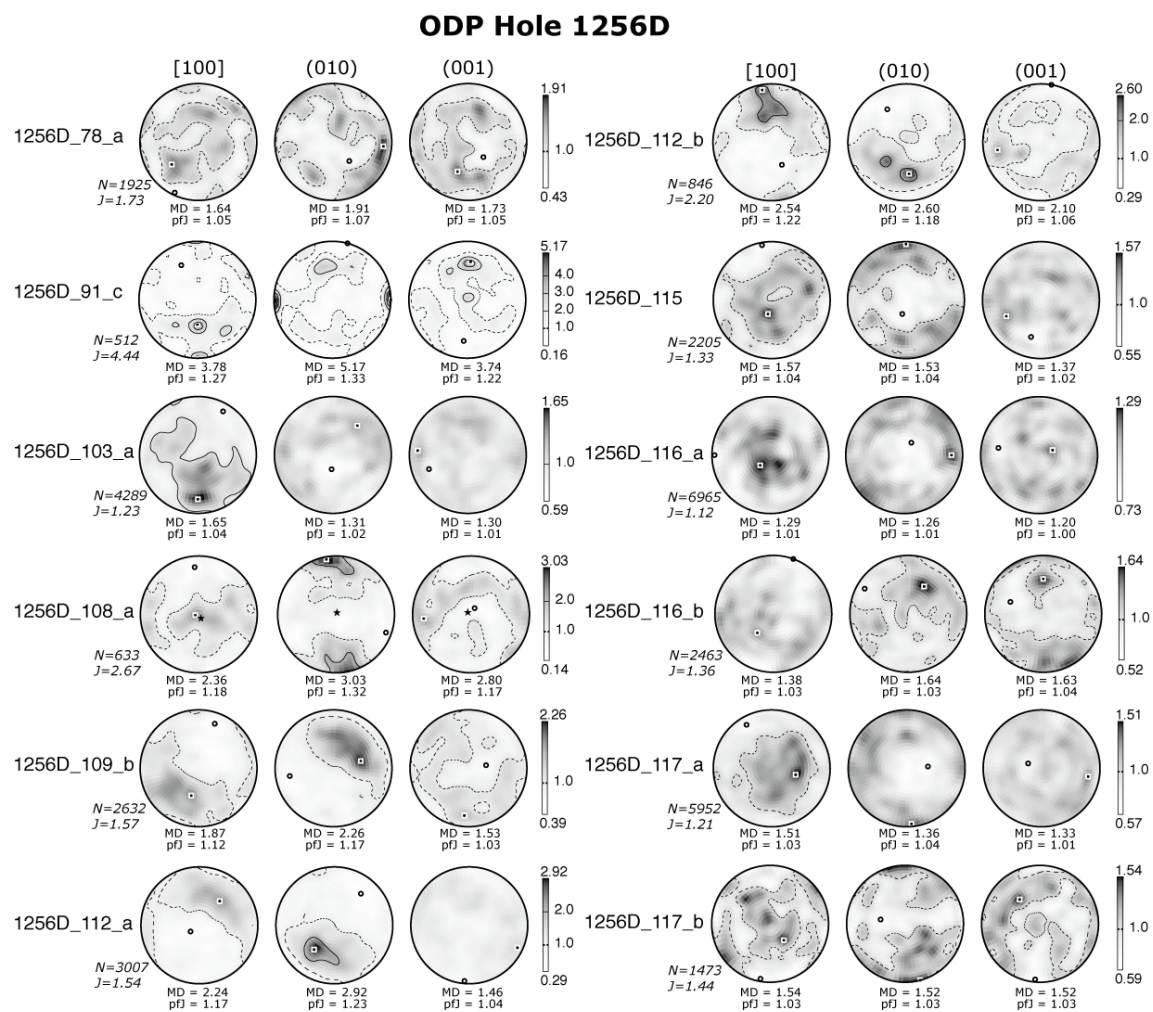 ODP Hole 1256D
[100] (010) (001)
1256D_78_a
N=1925
J=1.73
MD = 1.64
pfJ = 1.05
MD = 1.91
pfJ = 1.07
MD = 1.73
pfJ = 1.05
1.91
1.0
0.43
1256D_91_c
N=512
J=4.44
MD = 3.78
pfJ = 1.27
MD = 5.17
pfJ = 1.33
MD = 3.74
pfJ = 1.22
5.17
4.0
3.0
2.0
1.0
0.16
1256D_103_a
N=4289
J=1.23
MD = 1.65
pfJ = 1.04
MD = 1.31
pfJ = 1.02
MD = 1.30
pfJ = 1.01
1.65
1.0
0.59
1256D_108_a
N=633
J=2.67
MD = 2.36
pfJ = 1.18
MD = 3.03
pfJ = 1.32
MD = 2.80
pfJ = 1.17
3.03
2.0
1.0
0.14
1256D_109_b
N=2632
J=1.57
MD = 1.87
pfJ = 1.12
MD = 2.26
pfJ = 1.17
MD = 1.53
pfJ = 1.03
2.26
1.0
0.39
1256D_112_a
N=3007
J=1.54
MD = 2.24
pfJ = 1.17
MD = 2.92
pfJ = 1.23
MD = 1.46
pfJ = 1.04
2.92
2.0
1.0
0.29
[100] (010) (001)
1256D_112_b
N=846
J=2.20
MD = 2.54
pfJ = 1.22
MD = 2.60
pfJ = 1.18
MD = 2.10
pfJ = 1.06
2.60
2.0
1.0
0.29
1256D_115
N=2205
J=1.33
MD = 1.57
pfJ = 1.04
MD = 1.53
pfJ = 1.04
MD = 1.37
pfJ = 1.02
1.57
1.0
0.55
1256D_116_a
N=6965
J=1.12
MD = 1.29
pfJ = 1.01
MD = 1.26
pfJ = 1.01
MD = 1.20
pfJ = 1.00
1.29
0.73
1256D_116_b
N=2463
J=1.36
MD = 1.38
pfJ = 1.03
MD = 1.64
pfJ = 1.03
MD = 1.63
pfJ = 1.04
1.64
1.0
0.52
1256D_117_a
N=5952
J=1.21
MD = 1.51
pfJ = 1.03
MD = 1.36
pfJ = 1.04
MD = 1.33
pfJ = 1.01
1.51
1.0
0.57
1256D_117_b
N=1473
J=1.44
MD = 1.54
pfJ = 1.03
MD = 1.52
pfJ = 1.03
MD = 1.52
pfJ = 1.03
1.54
1.0
0.59